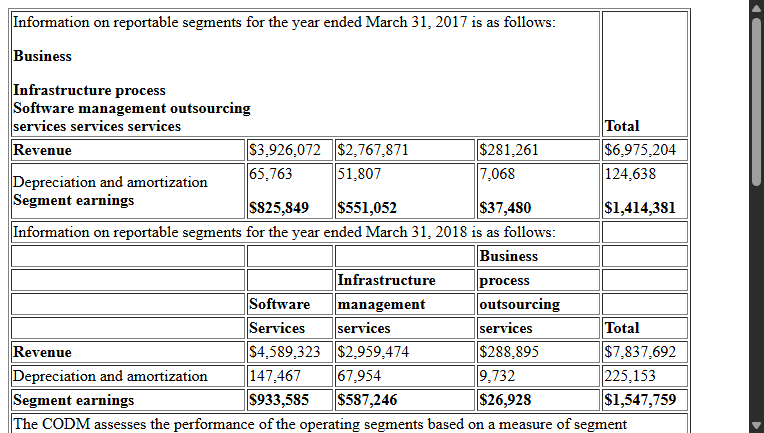 Information on reportable segments for the year ended March 31, 2017 is as follows:
Business
Infrastructure process
Software management outsourcing
services services services
Total
Revenue $3,926,072 $2,767,871 $281,261 $6,975,204
Depreciation and amortization 65,763 51,807 7,068 124,638
Segment earnings $825,849 $551,052 $37,480 $1,414,381
Information on reportable segments for the year ended March 31, 2018 is as follows:
Business
Infrastructure process
Software management outsourcing
Services services services Total
Revenue $4,589,323 $2,959,474 $288,895 $7,837,692
Depreciation and amortization 147,467 67,954 9,732 225,153
Segment earnings $933,585 $587,246 $26,928 $1,547,759
The CODM assesses the performance of the operating segments based on a measure of segment